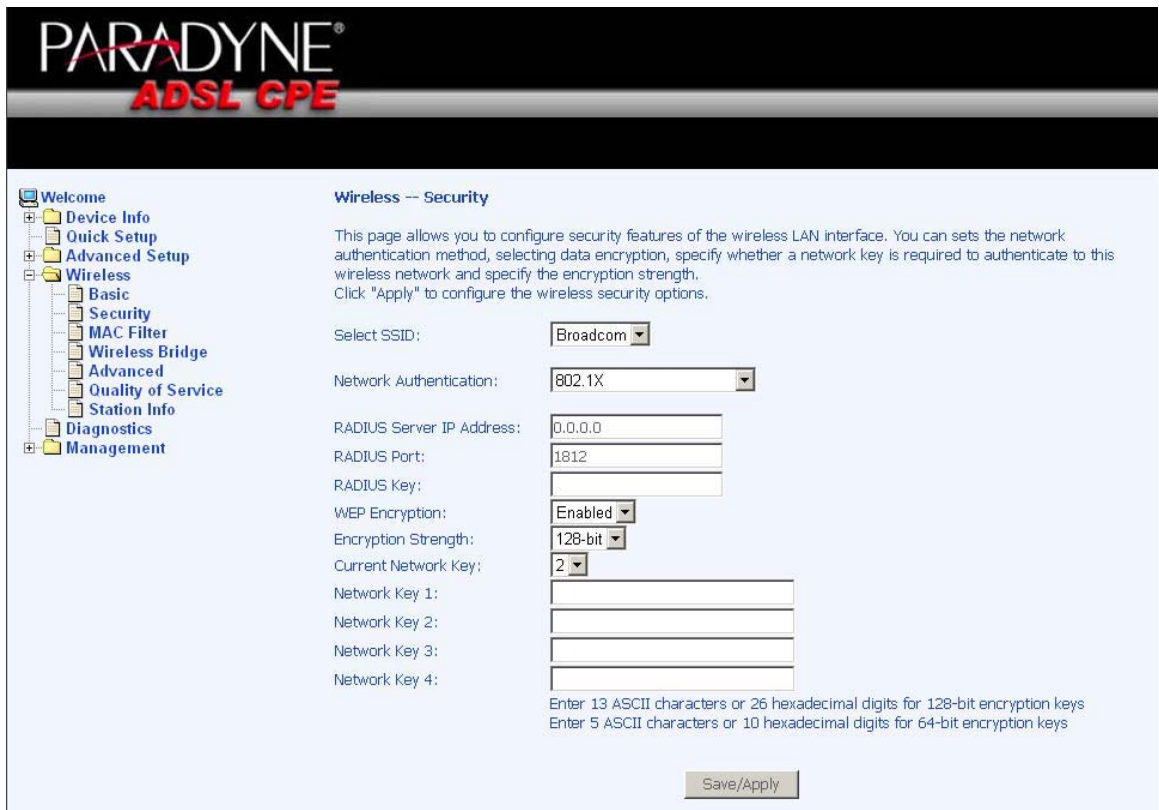 PARADYNE®
ADSL CPE
Welcome
Device Info
Quick Setup
Advanced Setup
Wireless
Basic
Security
MAC Filter
Wireless Bridge
Advanced
Quality of Service
Station Info
Diagnostics
Management
Wireless -- Security
This page allows you to configure security features of the wireless LAN interface. You can sets the network
authentication method, selecting data encryption, specify whether a network key is required to authenticate to this
wireless network and specify the encryption strength.
Click "Apply" to configure the wireless security options.
Select SSID: Broadcom
Network Authentication: 802.1X
RADIUS Server IP Address: 0.0.0.0
RADIUS Port: 1812
RADIUS Key:
WEP Encryption: Enabled
Encryption Strength: 128-bit
Current Network Key: 2
Network Key 1:
Network Key 2:
Network Key 3:
Network Key 4:
Enter 13 ASCII characters or 26 hexadecimal digits for 128-bit encryption keys
Enter 5 ASCII characters or 10 hexadecimal digits for 64-bit encryption keys
Save/Apply